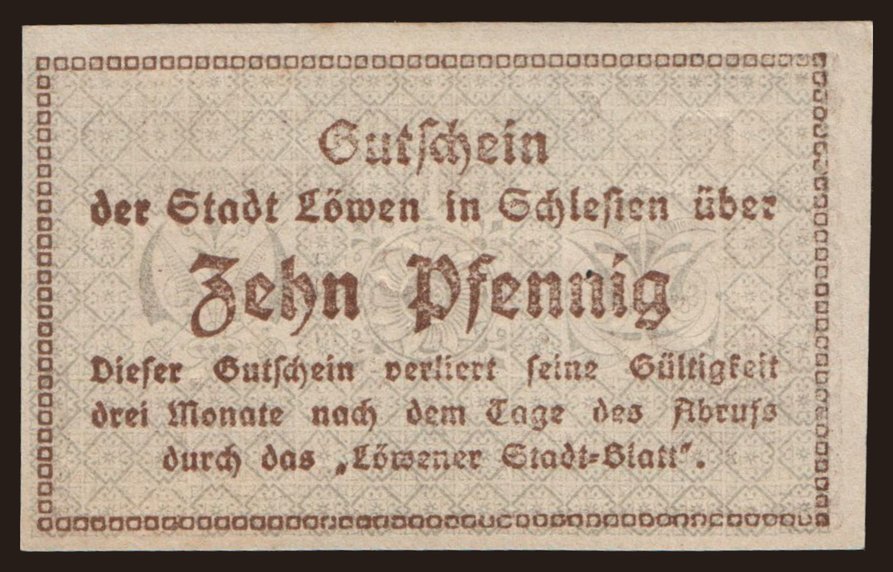 Gutschein
der Stadt Löwen in Schlesien über
Zehn Pfennig
Dieser Gutschein verliert seine Gültigkeit
drei Monate nach dem Tage des Abrufs
durch das „Löwener Stadt-Blatt“.